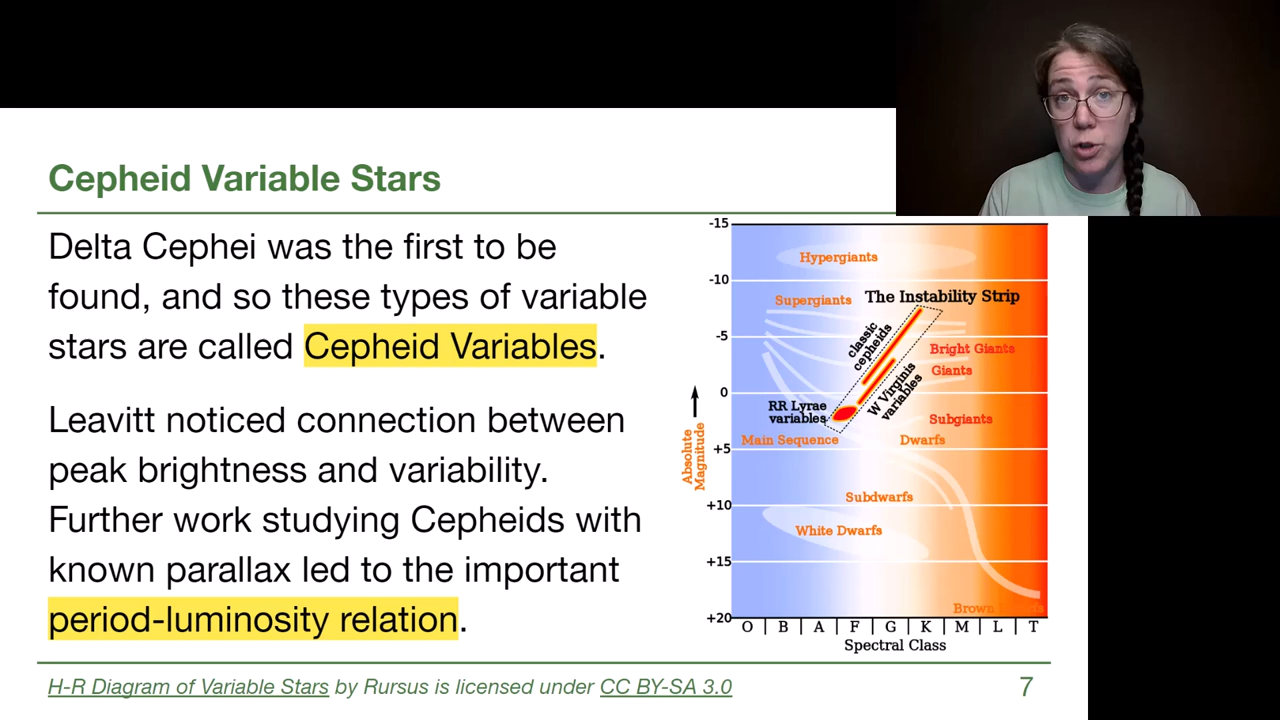 Cepheid Variable Stars
Delta Cephei was the first to be
found, and so these types of variable
stars are called Cepheid Variables.
Leavitt noticed connection between
peak brightness and variability.
Further work studying Cepheids with
known parallax led to the important
period-luminosity relation.
-15
-10
-5
0
+5
+10
+15
+20
Absolute
Magnitude
Hypergiants
Supergiants
The Instability Strip
classic
cepheids
Bright Giants
Giants
W Virginis
variables
RR Lyrae
variables
Subgiants
Main Sequence
Dwarfs
Subdwarfs
White Dwarfs
Brown
O | B | A | F | G | K | M | L | T
Spectral Class
H-R Diagram of Variable Stars by Rursus is licensed under CC BY-SA 3.0
7